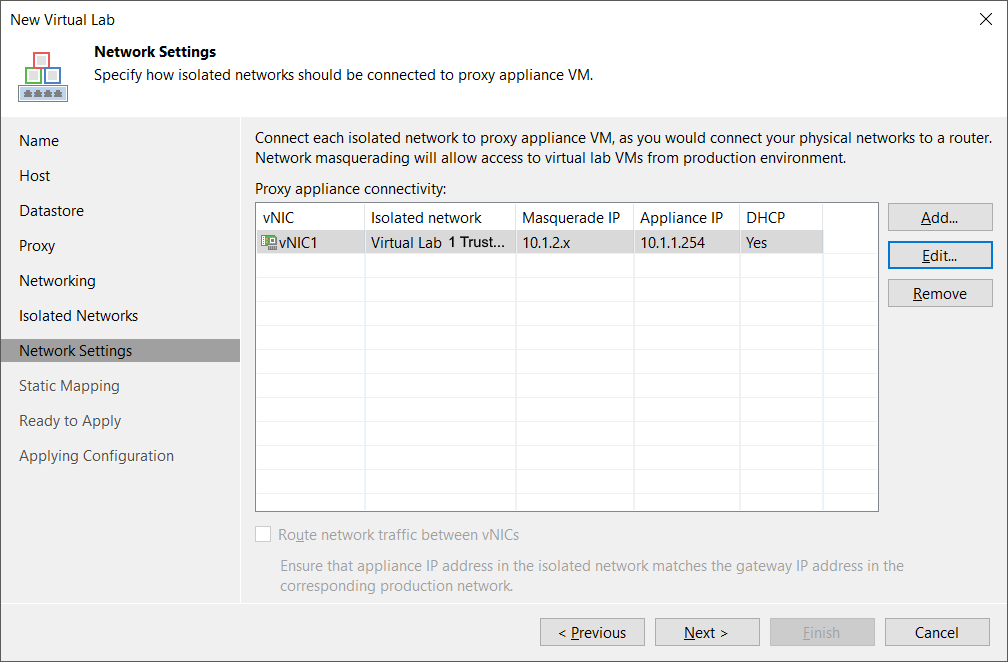 New Virtual Lab
Network Settings
Specify how isolated networks should be connected to proxy appliance VM.
Name
Host
Datastore
Proxy
Networking
Isolated Networks
Network Settings
Static Mapping
Ready to Apply
Applying Configuration
Connect each isolated network to proxy appliance VM, as you would connect your physical networks to a router.
Network masquerading will allow access to virtual lab VMs from production environment.
Proxy appliance connectivity:
vNIC Isolated network Masquerade IP Appliance IP DHCP
vNIC1 Virtual Lab 1 Trust... 10.1.2.x 10.1.1.254 Yes
Add...
Edit...
Remove
Route network traffic between vNICs
Ensure that appliance IP address in the isolated network matches the gateway IP address in the
corresponding production network.
< Previous Next > Finish Cancel